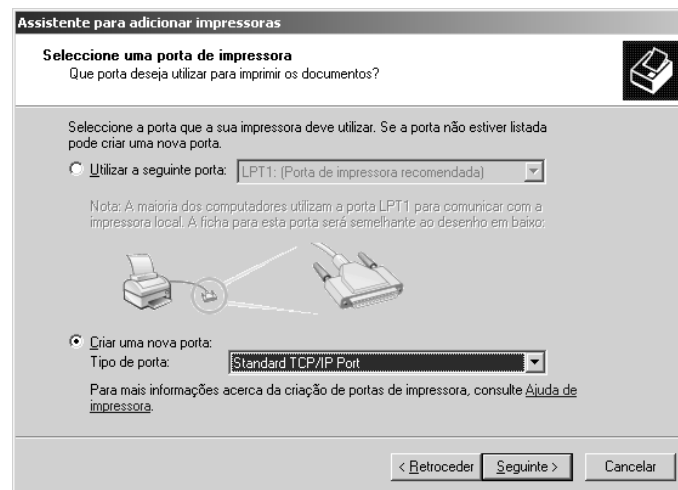 Assistente para adicionar impressoras
Seleccione uma porta de impressora
Que porta deseja utilizar para imprimir os documentos?
Seleccione a porta que a sua impressora deve utilizar. Se a porta não estiver listada
pode criar uma nova porta.
Utilizar a seguinte porta: LPT1: (Porta de impressora recomendada)
Nota: A maioria dos computadores utilizam a porta LPT1 para comunicar com a
impressora local. A ficha para esta porta será semelhante ao desenho em baixo:
Criar uma nova porta:
Tipo de porta: Standard TCP/IP Port
Para mais informações acerca da criação de portas de impressora, consulte Ajuda de
impressora.
< Retroceder Seguinte > Cancelar